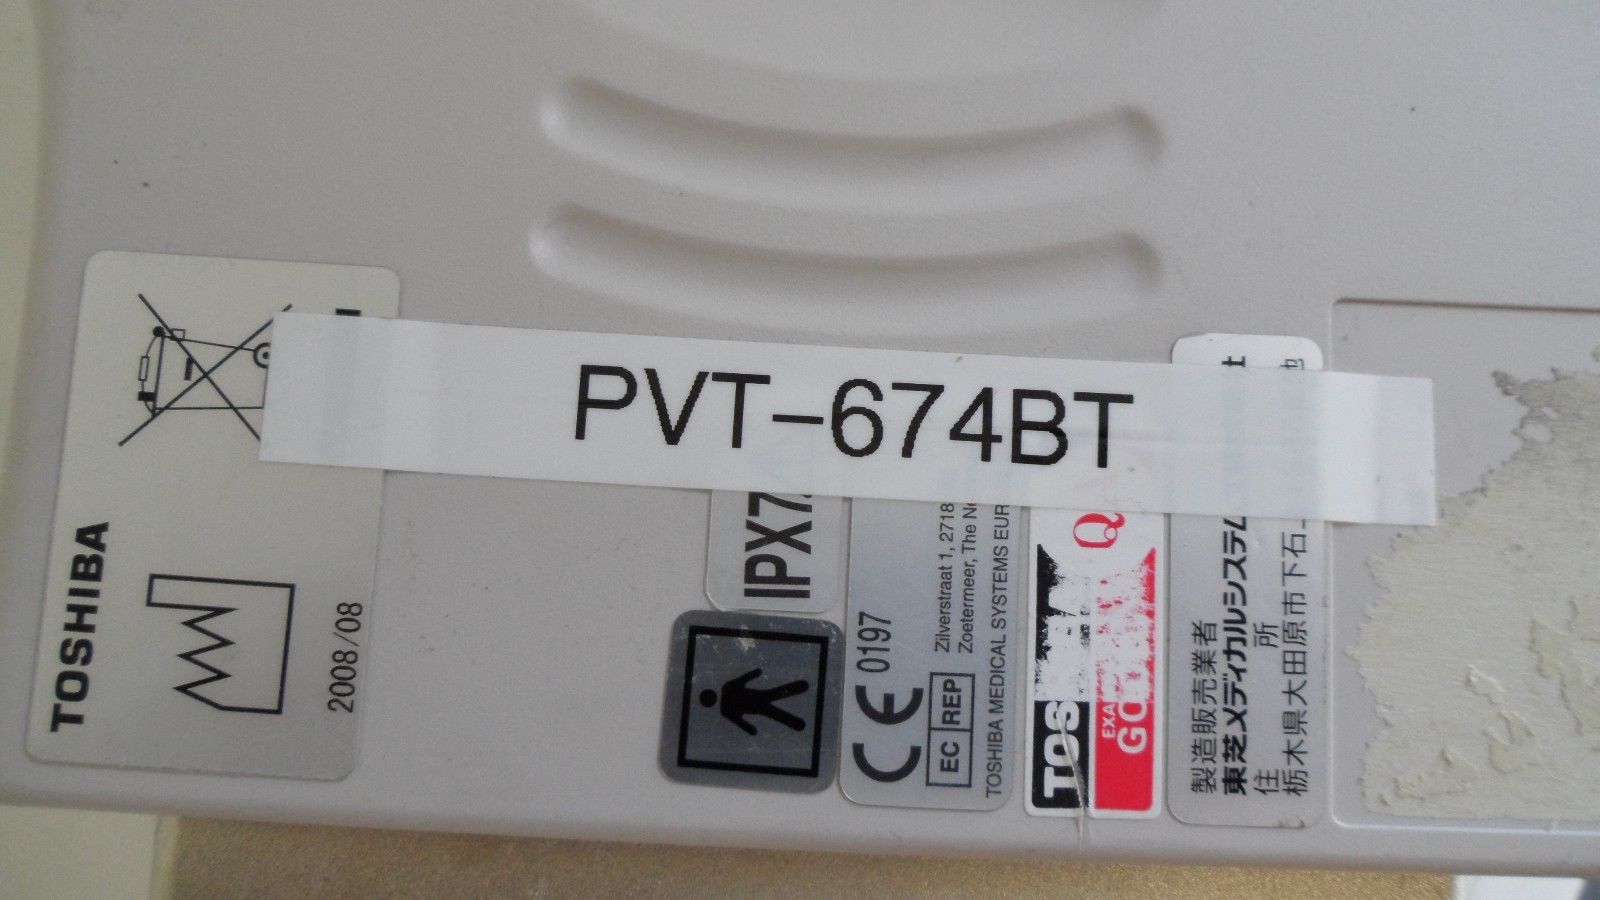 PVT-674BT
TOSHIBA
2008/08
IPX7
CE 0197
EC REP
Zilverstraat 1, 2718
Zoetermeer, The
TOSHIBA MEDICAL SYSTEMS EUR
TOS
EXA
GO
Q
製造販売業者
東芝メディカルシステム
住 所
栃木県大田原市下石